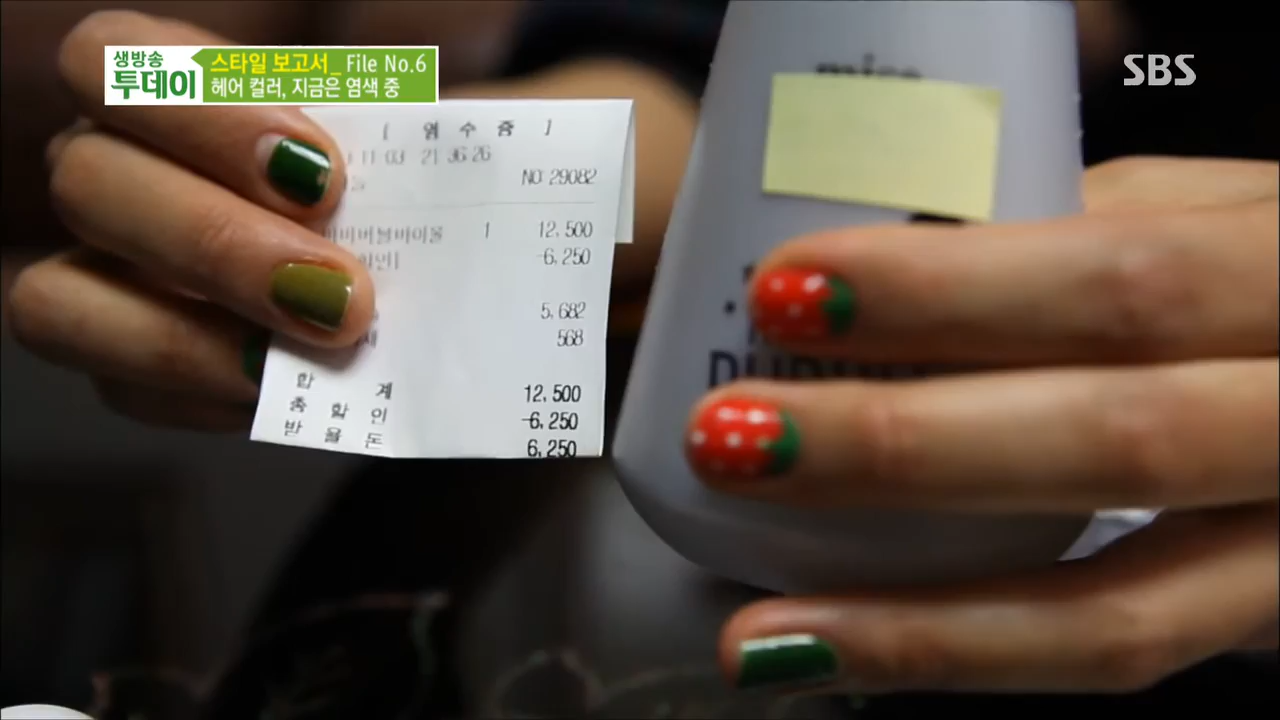 생방송
투데이
스타일 보고서_ File No.6
헤어 컬러, 지금은 염색 중
SBS
[ 영 수 증 ]
11 03 21:36:26
NO: 29082
1 12,500
-6,250
5,682
568
합 계 12,500
총 할 인 -6,250
받 을 돈 6,250